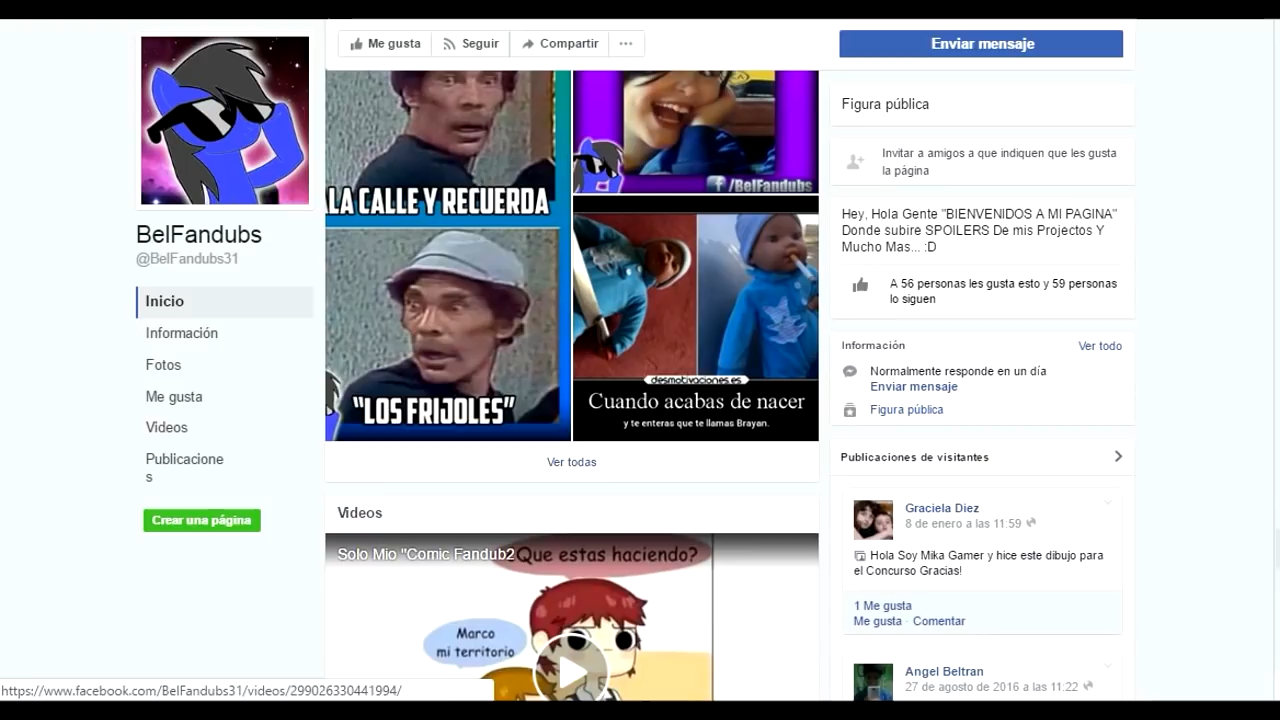 Me gusta
Seguir
Compartir
Enviar mensaje
BelFandubs
@BelFandubs31
Inicio
Información
Fotos
Me gusta
Videos
Publicacione
s
Crear una página
LA CALLE Y RECUERDA
"LOS FRIJOLES"
f /BelFandubs
desmotivaciones.es
Cuando acabas de nacer
y te enteras que te llamas Brayan.
Ver todas
Videos
Solo Mio "Comic Fandub2
Que estas haciendo?
Marco
mi territorio
Figura pública
Invitar a amigos a que indiquen que les gusta
la página
Hey, Hola Gente "BIENVENIDOS A MI PAGINA"
Donde subire SPOILERS De mis Projectos Y
Mucho Mas... :D
A 56 personas les gusta esto y 59 personas
lo siguen
Información
Ver todo
Normalmente responde en un día
Enviar mensaje
Figura pública
Publicaciones de visitantes
Graciela Diez
8 de enero a las 11:59
Hola Soy Mika Gamer y hice este dibujo para
el Concurso Gracias!
1 Me gusta
Me gusta · Comentar
Angel Beltran
27 de agosto de 2016 a las 11:22
https://www.facebook.com/BelFandubs31/videos/299026330441994/